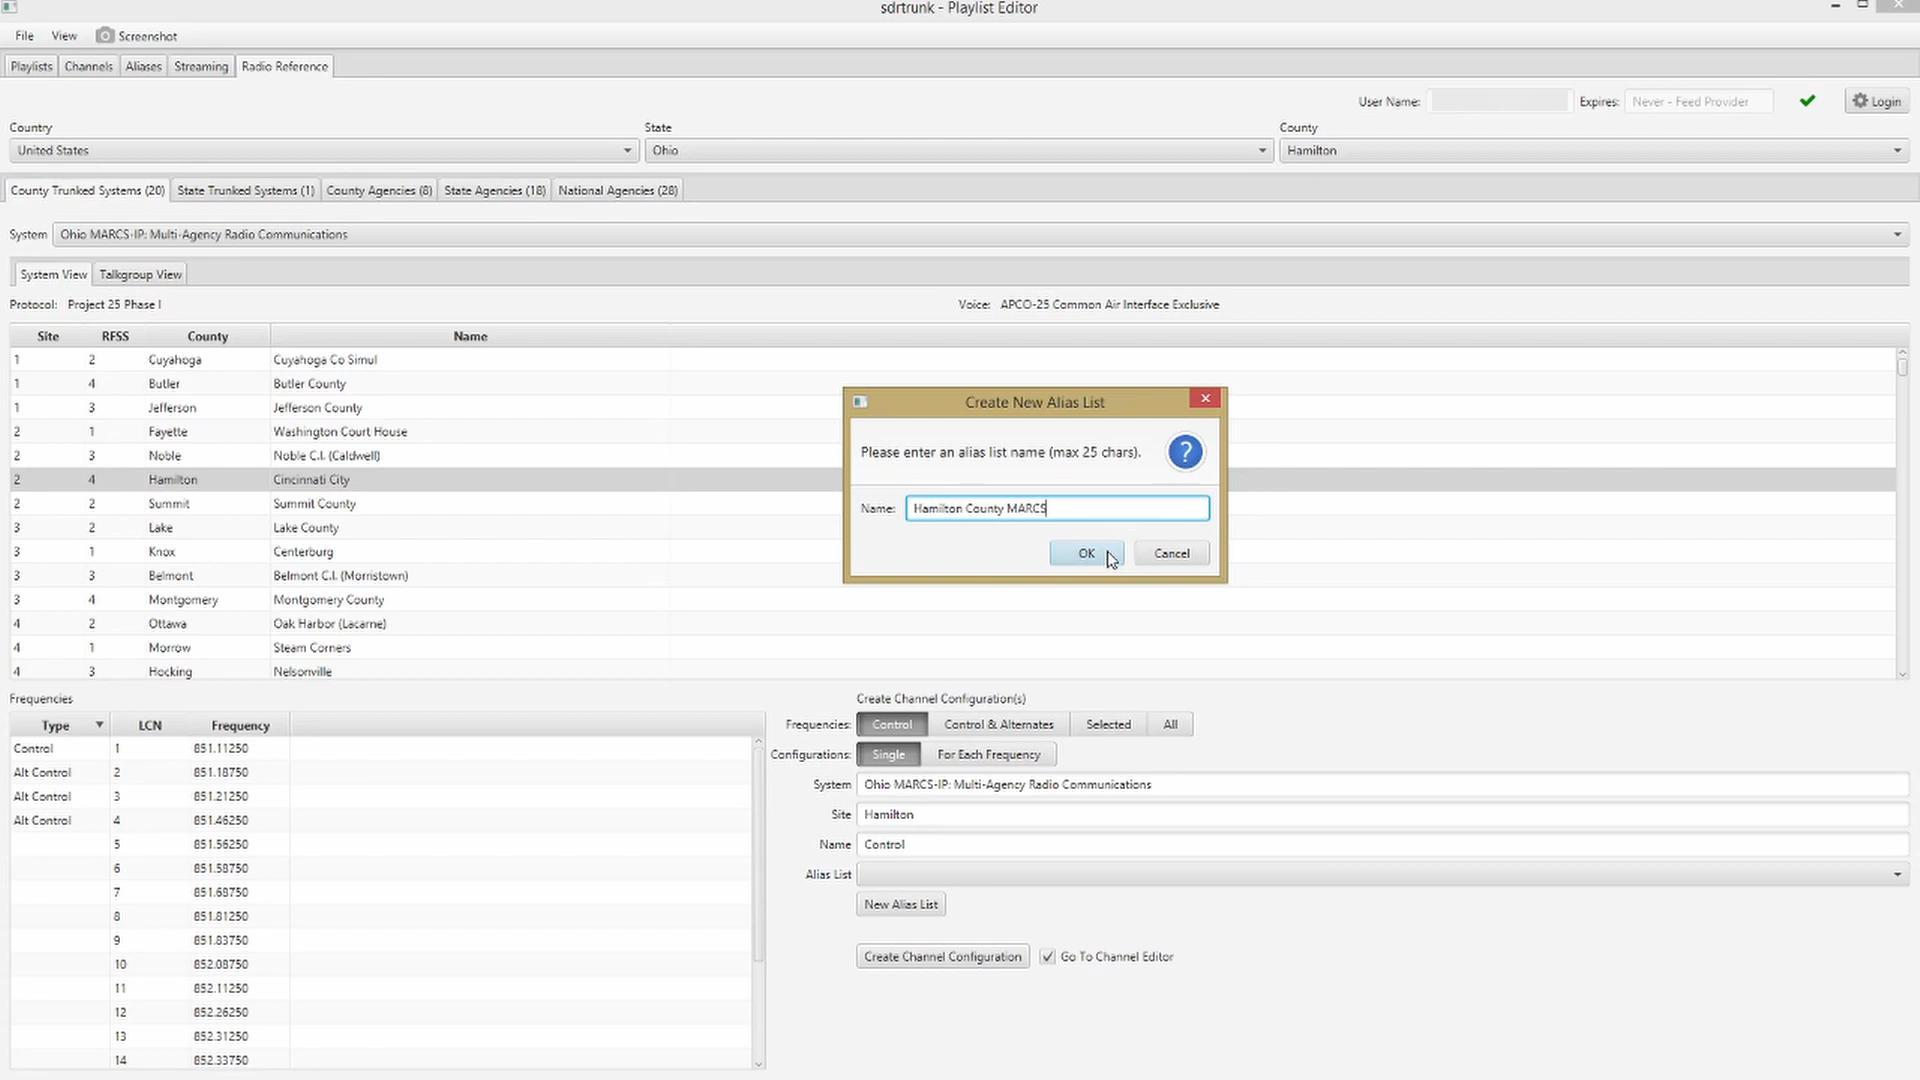 sdrtrunk - Playlist Editor
File View Screenshot
Playlists Channels Aliases Streaming Radio Reference
User Name: Expires: Never - Feed Provider Login
Country State County
United States Ohio Hamilton
County Trunked Systems (20) State Trunked Systems (1) County Agencies (8) State Agencies (18) National Agencies (28)
System Ohio MARCS-IP: Multi-Agency Radio Communications
System View Talkgroup View
Protocol: Project 25 Phase I Voice: APCO-25 Common Air Interface Exclusive
Site RFSS County Name
1 2 Cuyahoga Cuyahoga Co Simul
1 4 Butler Butler County
1 3 Jefferson Jefferson County
2 1 Fayette Washington Court House
2 3 Noble Noble C.I. (Caldwell)
2 4 Hamilton Cincinnati City
2 2 Summit Summit County
3 2 Lake Lake County
3 1 Knox Centerburg
3 3 Belmont Belmont C.I. (Morristown)
3 4 Montgomery Montgomery County
4 2 Ottawa Oak Harbor (Lacarne)
4 1 Morrow Steam Corners
4 3 Hocking Nelsonville
Create New Alias List
Please enter an alias list name (max 25 chars). ?
Name: Hamilton County MARCS
OK Cancel
Frequencies
Type LCN Frequency
Control 1 851.11250
Alt Control 2 851.18750
Alt Control 3 851.21250
Alt Control 4 851.46250
5 851.56250
6 851.58750
7 851.68750
8 851.81250
9 851.83750
10 852.08750
11 852.11250
12 852.26250
13 852.31250
14 852.33750
Create Channel Configuration(s)
Frequencies: Control Control & Alternates Selected All
Configurations: Single For Each Frequency
System Ohio MARCS-IP: Multi-Agency Radio Communications
Site Hamilton
Name Control
Alias List
New Alias List
Create Channel Configuration Go To Channel Editor